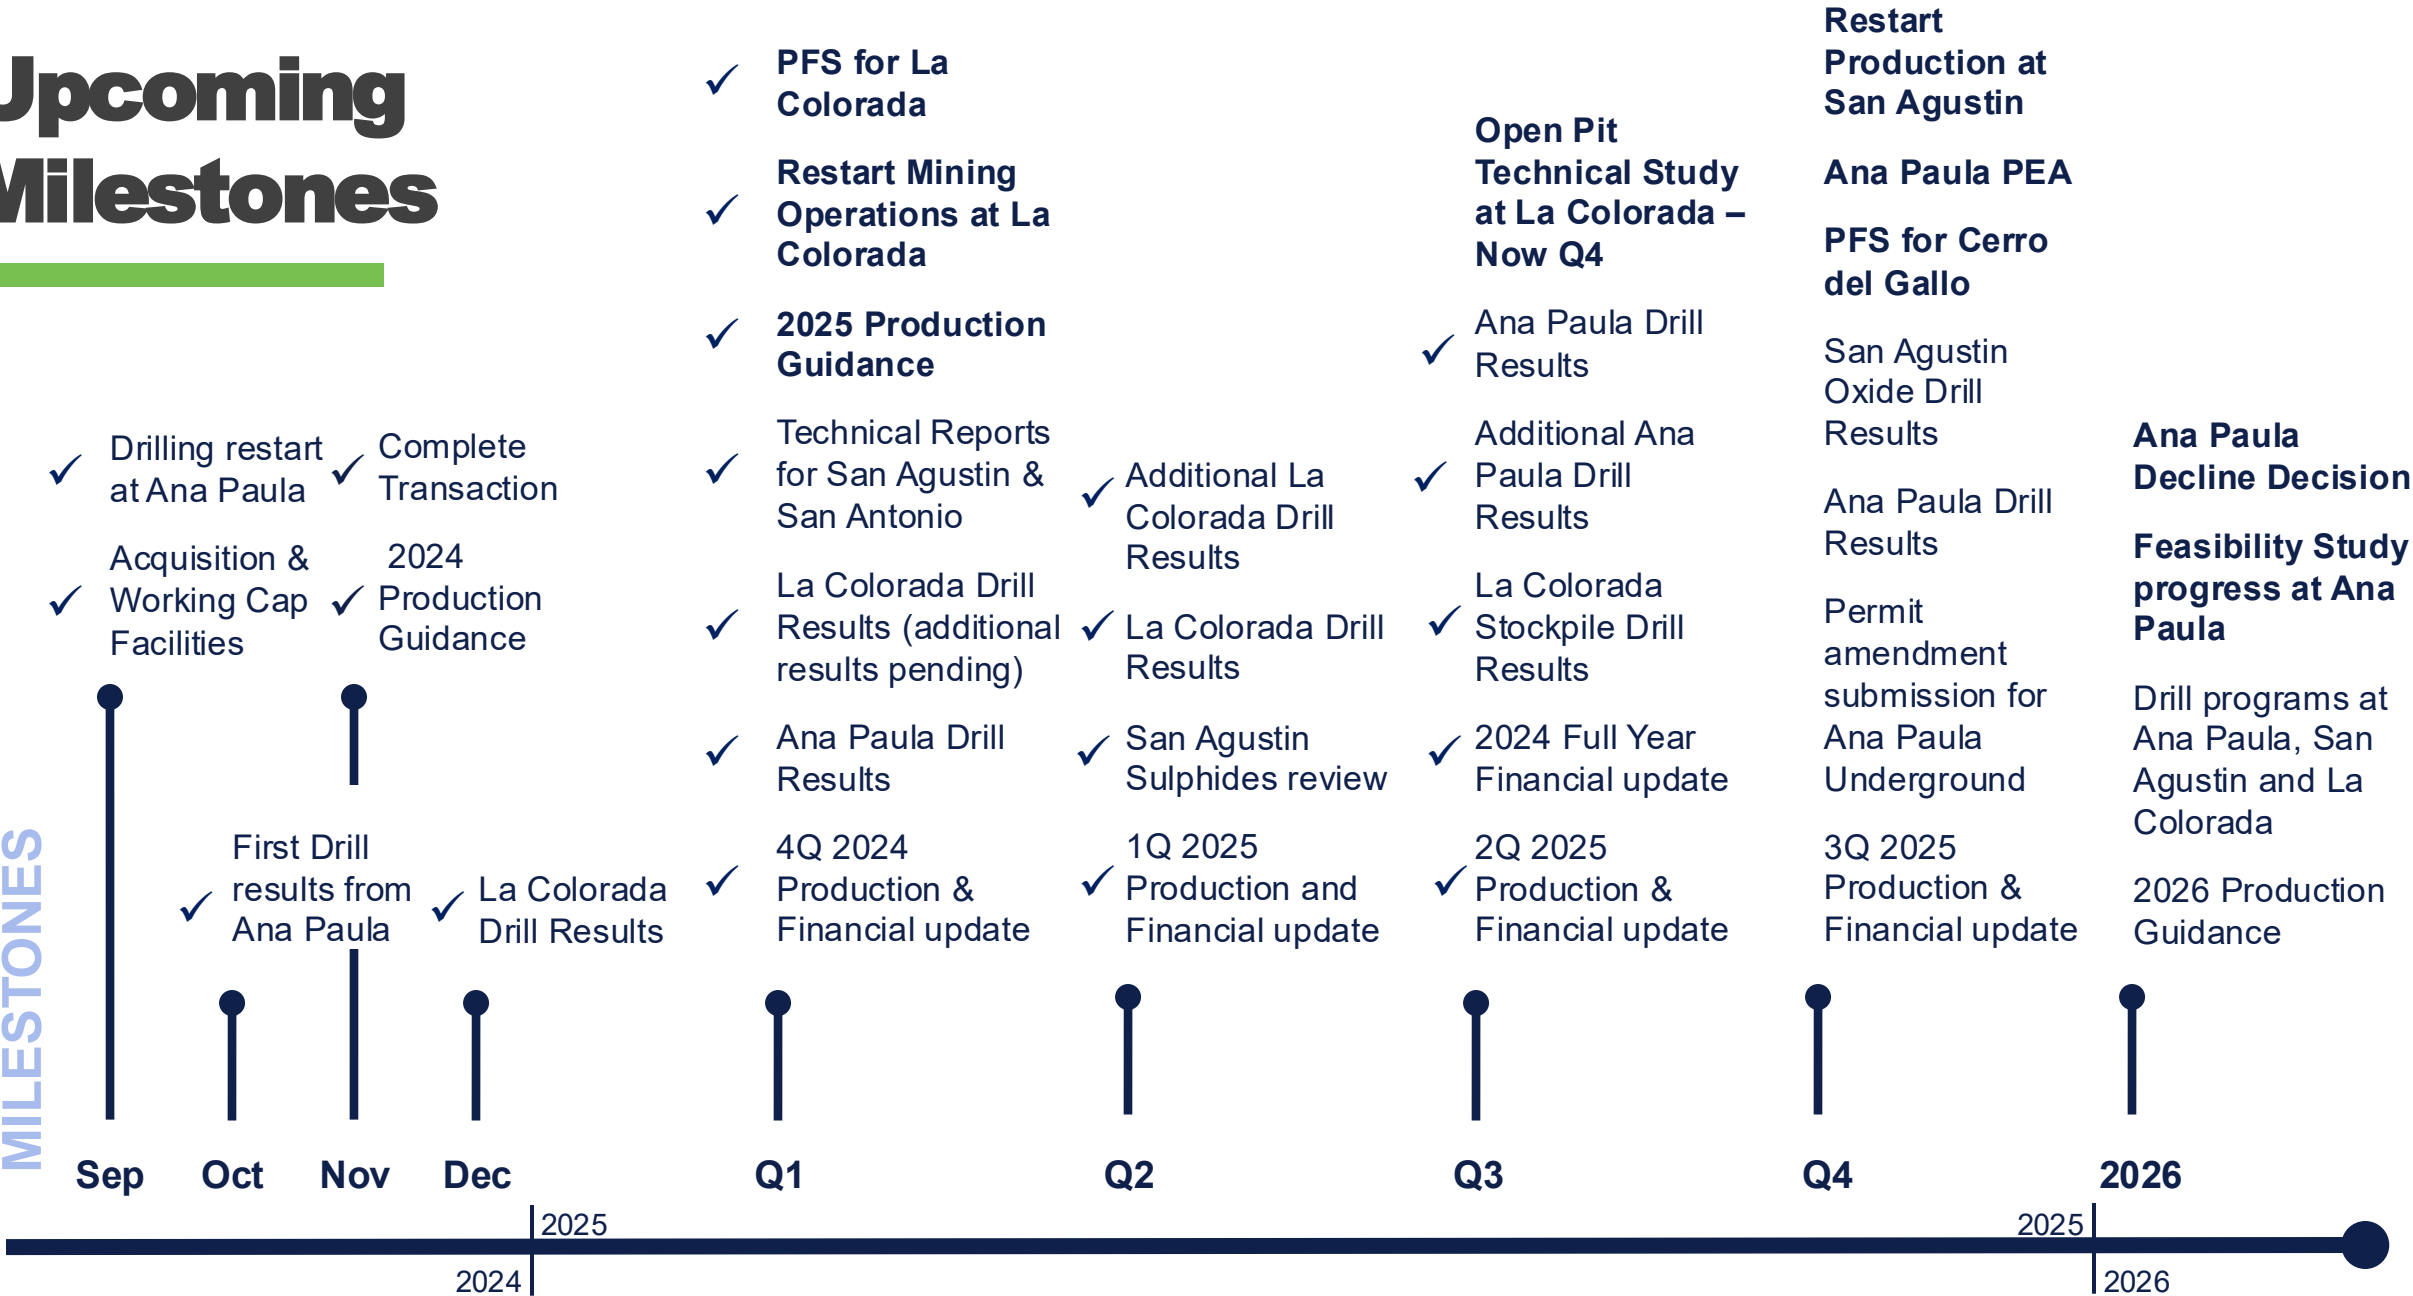 Upcoming
Milestones
Drilling restart
at Ana Paula
Acquisition &
Working Cap
Facilities
First Drill
results from
Ana Paula
Complete
Transaction
2024
Production
Guidance
La Colorada
Drill Results
PFS for La
Colorada
Restart Mining
Operations at La
Colorada
2025 Production
Guidance
Technical Reports
for San Agustin &
San Antonio
La Colorada Drill
Results (additional
results pending)
Ana Paula Drill
Results
4Q 2024
Production &
Financial update
Additional La
Colorada Drill
Results
La Colorada Drill
Results
San Agustin
Sulphides review
1Q 2025
Production and
Financial update
Open Pit
Technical Study
at La Colorada –
Now Q4
Ana Paula Drill
Results
Additional Ana
Paula Drill
Results
La Colorada
Stockpile Drill
Results
2024 Full Year
Financial update
2Q 2025
Production &
Financial update
Restart
Production at
San Agustin
Ana Paula PEA
PFS for Cerro
del Gallo
San Agustin
Oxide Drill
Results
Ana Paula Drill
Results
Permit
amendment
submission for
Ana Paula
Underground
3Q 2025
Production &
Financial update
Ana Paula
Decline Decision
Feasibility Study
progress at Ana
Paula
Drill programs at
Ana Paula, San
Agustin and La
Colorada
2026 Production
Guidance
MILESTONES
Sep
Oct
Nov
Dec
Q1
Q2
Q3
Q4
2026
2025
2024
2025
2026